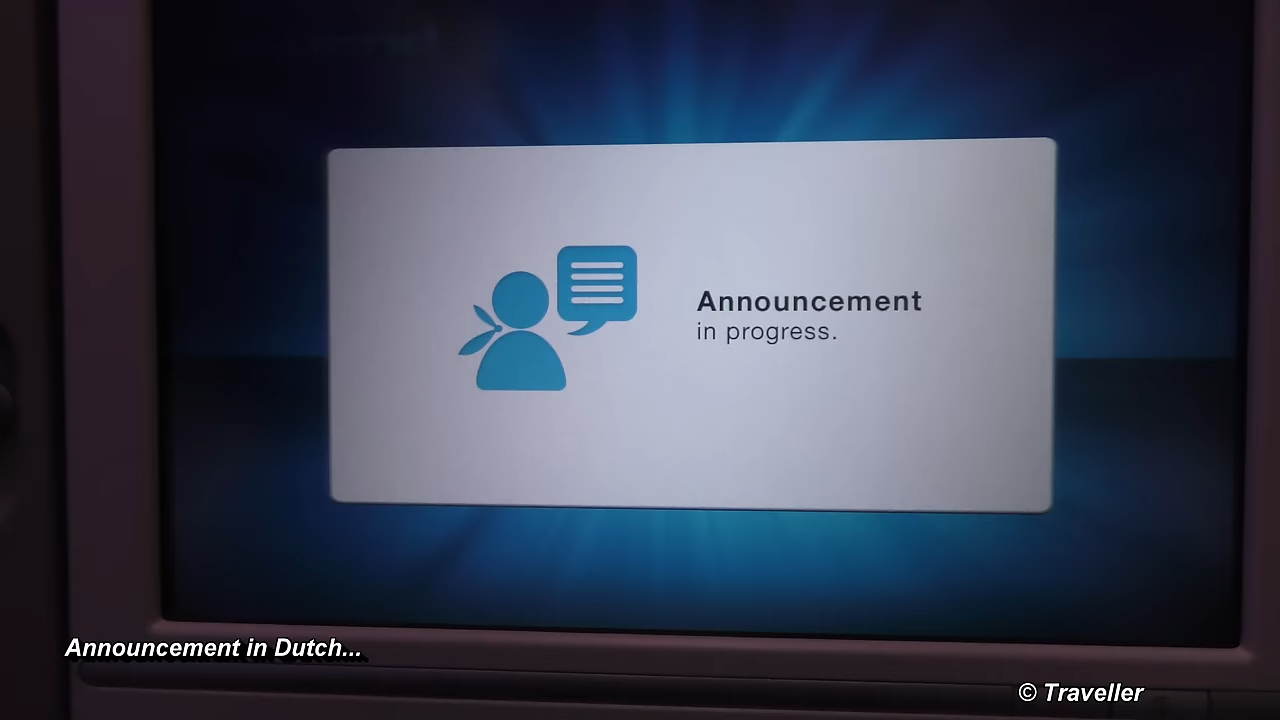 Announcement
in progress.
Announcement in Dutch...
© Traveller